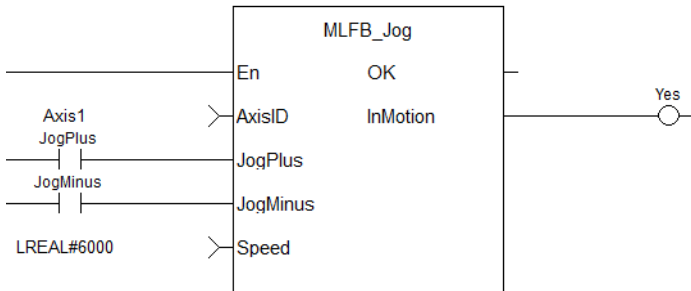 MLFB_Jog
En OK
Yes
Axis1 AxisID InMotion
JogPlus
JogPlus
JogMinus
JogMinus
LREAL#6000 Speed